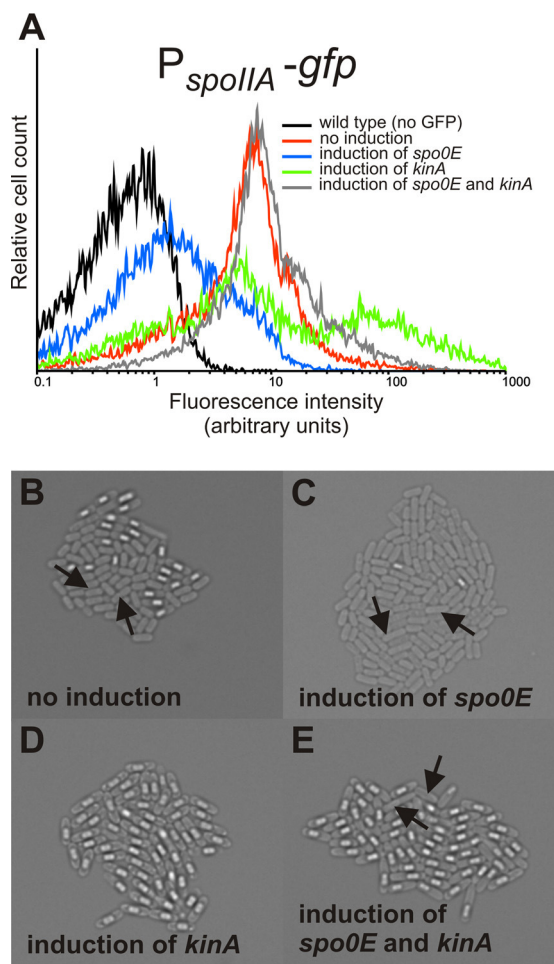 A
PspoIIA-gfp
Relative cell count
wild type (no GFP)
no induction
induction of spo0E
induction of kinA
induction of spo0E and kinA
0.1 1 10 100 1000
Fluorescence intensity
(arbitrary units)
B
no induction
C
induction of spo0E
D
induction of kinA
E
induction of
spo0E and kinA